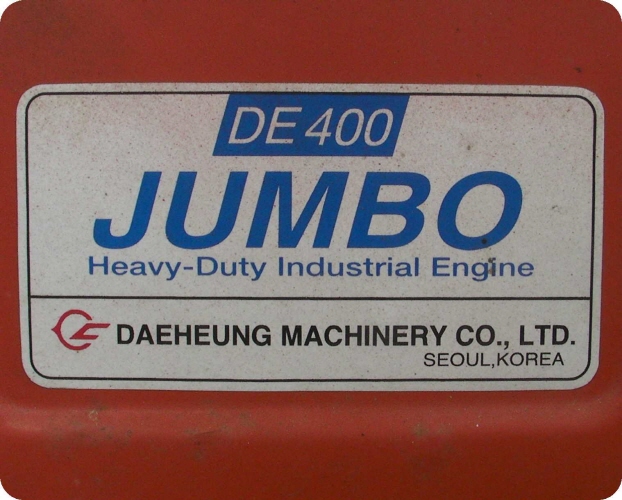 DE400
JUMBO
Heavy-Duty Industrial Engine
DAEHEUNG MACHINERY CO., LTD.
SEOUL,KOREA